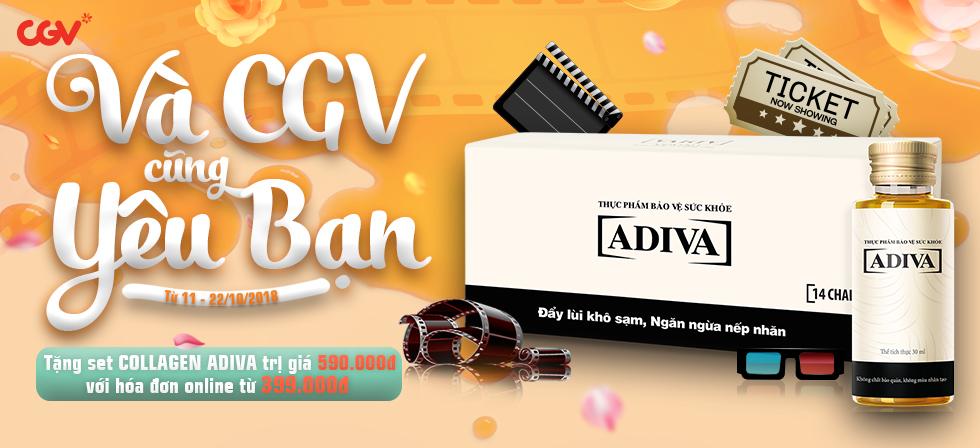 CGV
Và CGV
cũng
Yêu Bạn
Từ 11 - 22/10/2018
Tặng set COLLAGEN ADIVA trị giá 590.000đ
với hóa đơn online từ 399.000đ
TICKET
NOW SHOWING
THỰC PHẨM BẢO VỆ SỨC KHỎE
ADIVA
[14 CHAI
Đẩy lùi khô sạm, Ngăn ngừa nếp nhăn
THỰC PHẨM BẢO VỆ SỨC KHỎE
ADIVA
Thể tích thực 30 ml
Không chất bảo quản, không màu nhân tạo